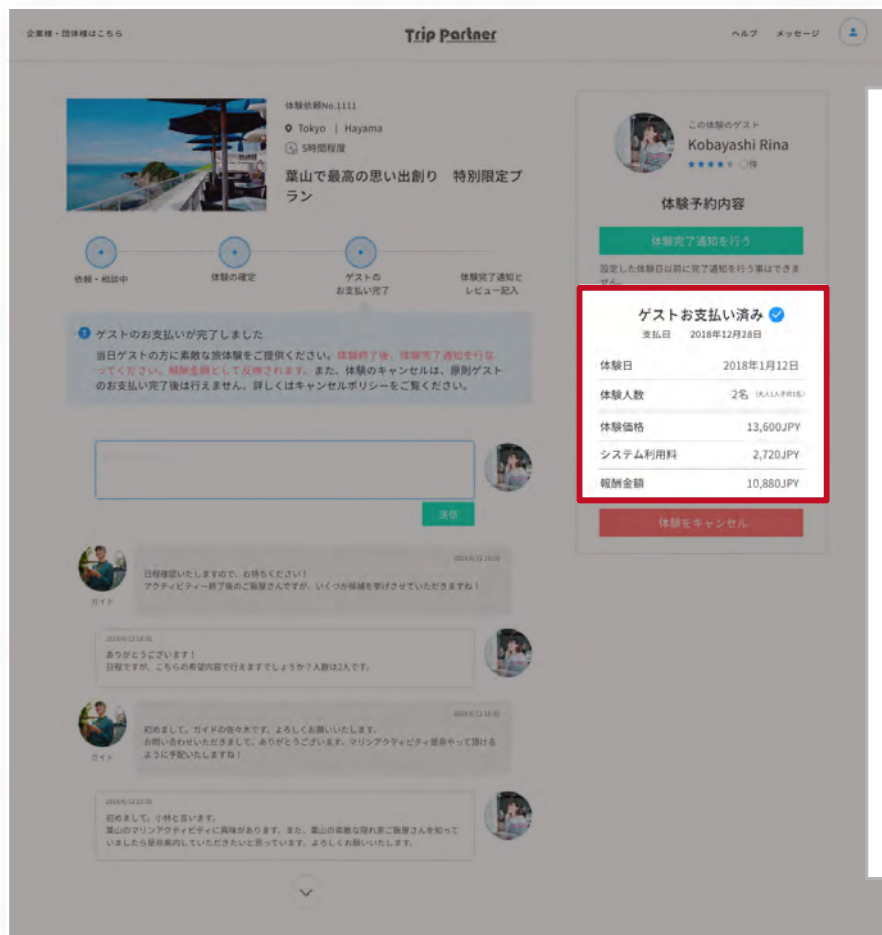 企業様・団体様はこちら
Trip Partner
ヘルプ メッセージ
体験依頼No.1111
Tokyo | Hayama
5時間程度
葉山で最高の思い出創り 特別限定プ
ラン
依頼・相談中
体験の確定
ゲストの
お支払い完了
体験完了通知と
レビュー記入
ゲストのお支払いが完了しました
当日ゲストの方に素敵な旅体験をご提供ください。体験終了後、体験完了通知を行な
ってください。報酬金額として反映されます。また、体験のキャンセルは、原則ゲスト
のお支払い完了後は行えません。詳しくはキャンセルポリシーをご覧ください。
送信
日程確認いたしますので、お待ちください！
アクティビティー終了後のご飯屋さんですが、いくつか候補を挙げさせていただきますね！
ガイド
ありがとうございます！
日程ですが、こちらの希望内容で行えますでしょうか？人数は2人です。
初めまして。ガイドの佐々木です。よろしくお願いいたします。
お問い合わせいただきまして、ありがとうございます。マリンアクティビティ是非やって頂ける
ように手配いたしますね！
ガイド
初めまして。小林と言います。
葉山のマリンアクティビティに興味があります。また、葉山の素敵な隠れ家ご飯屋さんを知って
いましたら是非案内していただきたいと思っています。よろしくお願いいたします。
この体験のゲスト
Kobayashi Rina
体験予約内容
体験完了通知を行う
設定した体験日以前に完了通知を行う事はできま
せん。
ゲストお支払い済み
支払日 2018年12月28日
体験日 2018年1月12日
体験人数 2名
体験価格 13,600JPY
システム利用料 2,720JPY
報酬金額 10,880JPY
体験をキャンセル